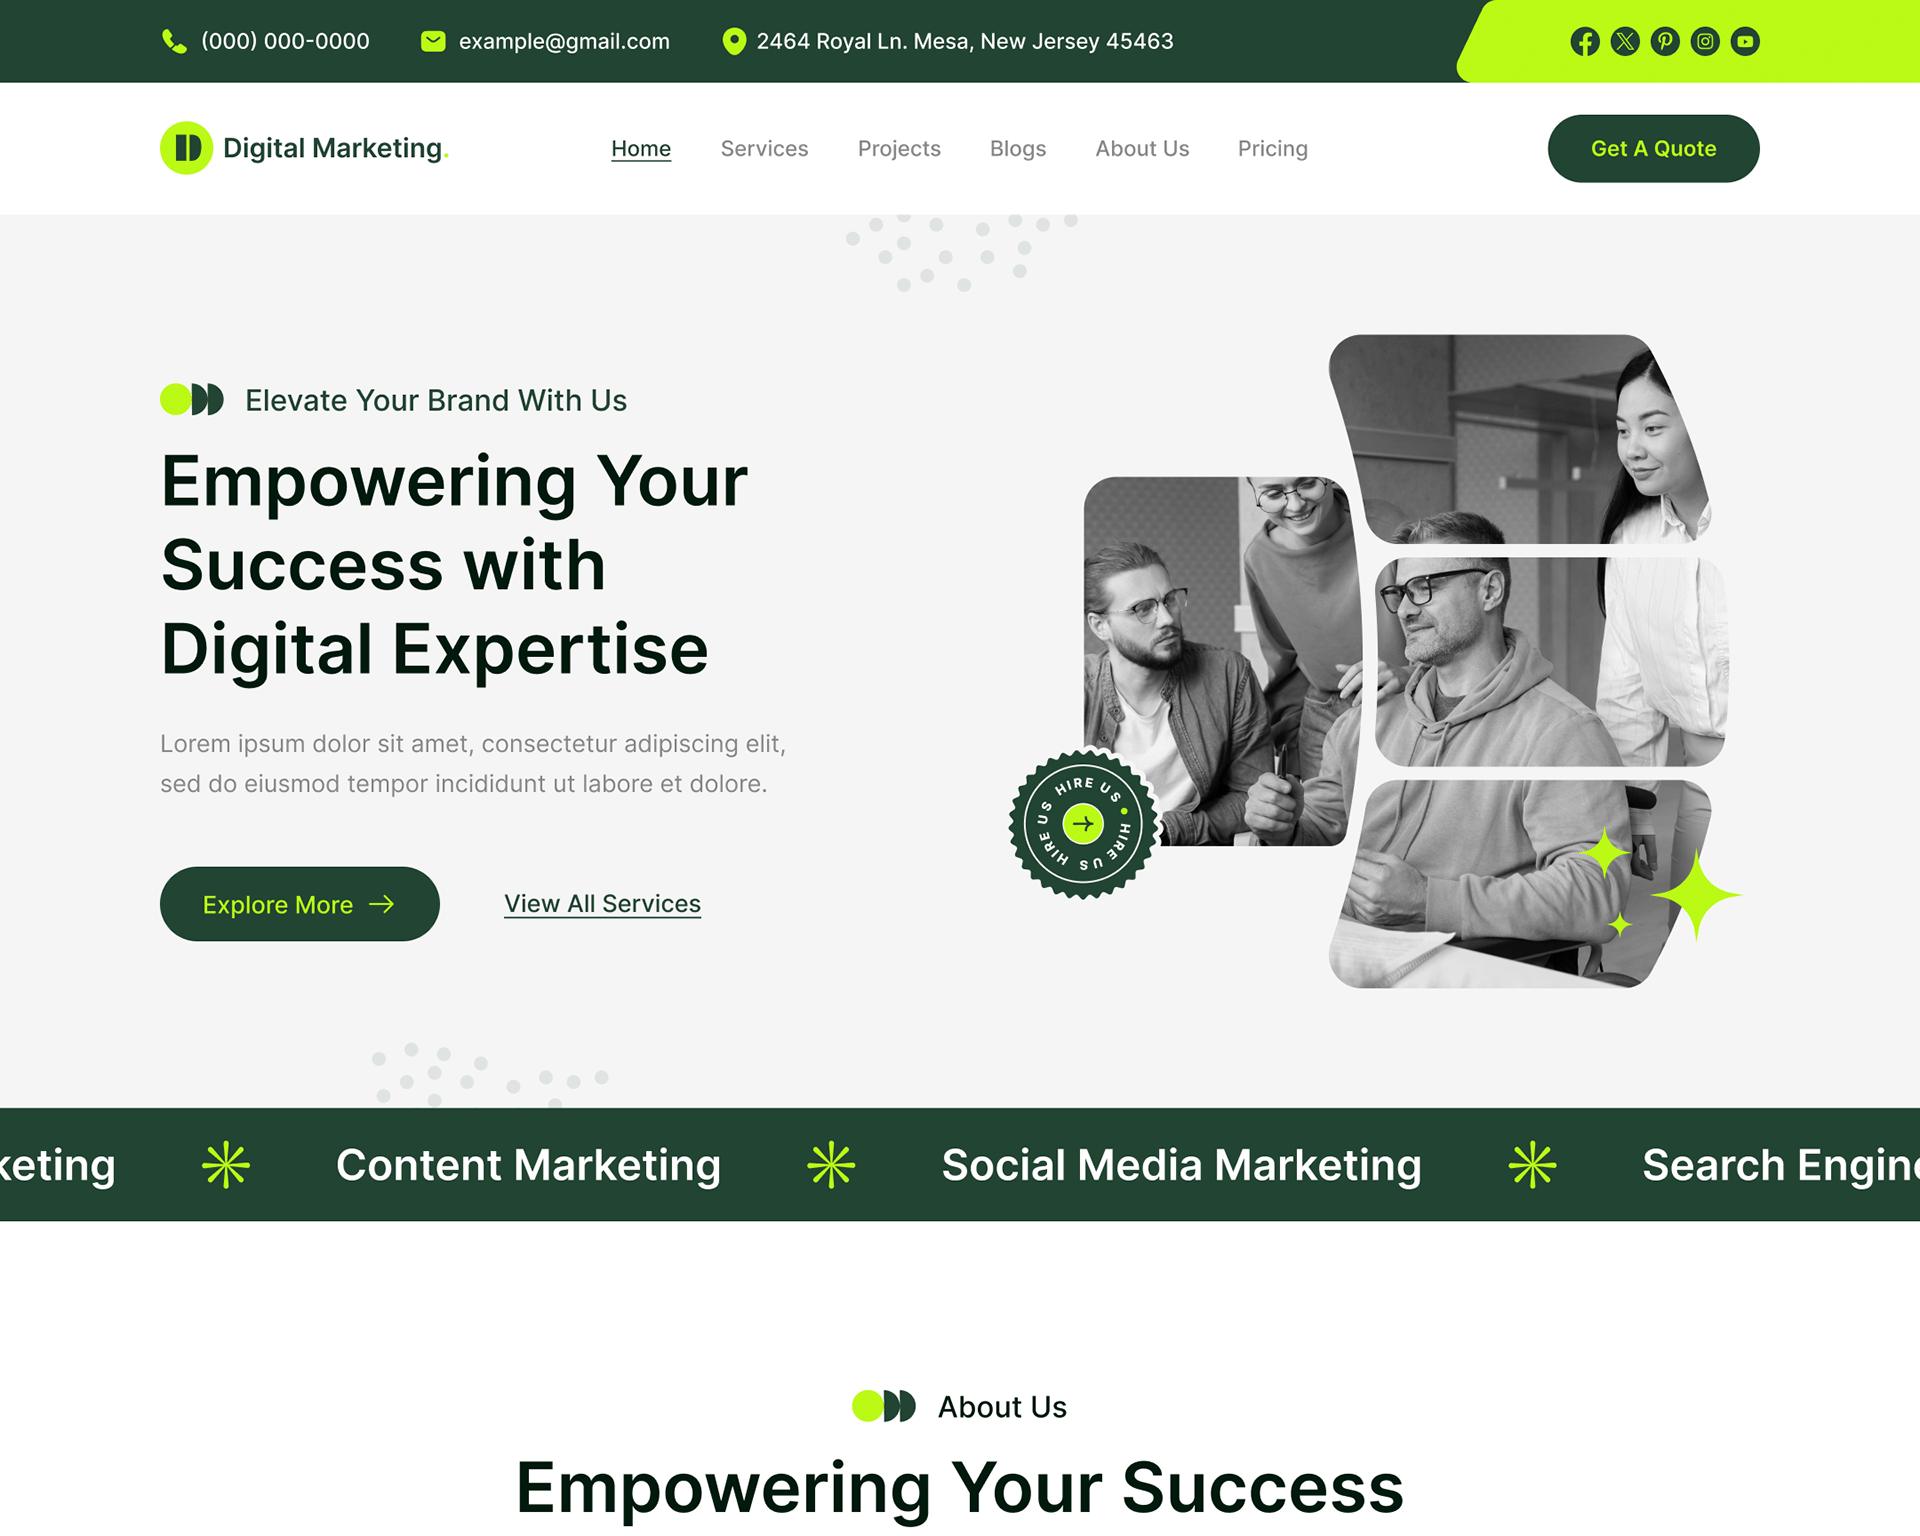 (000) 000-0000
example@gmail.com
2464 Royal Ln. Mesa, New Jersey 45463
Digital Marketing.
Home
Services
Projects
Blogs
About Us
Pricing
Get A Quote
Elevate Your Brand With Us
Empowering Your
Success with
Digital Expertise
Lorem ipsum dolor sit amet, consectetur adipiscing elit,
sed do eiusmod tempor incididunt ut labore et dolore.
Explore More
View All Services
HIRE US • HIRE US HIRE US
keting
Content Marketing
Social Media Marketing
Search Engine
About Us
Empowering Your Success